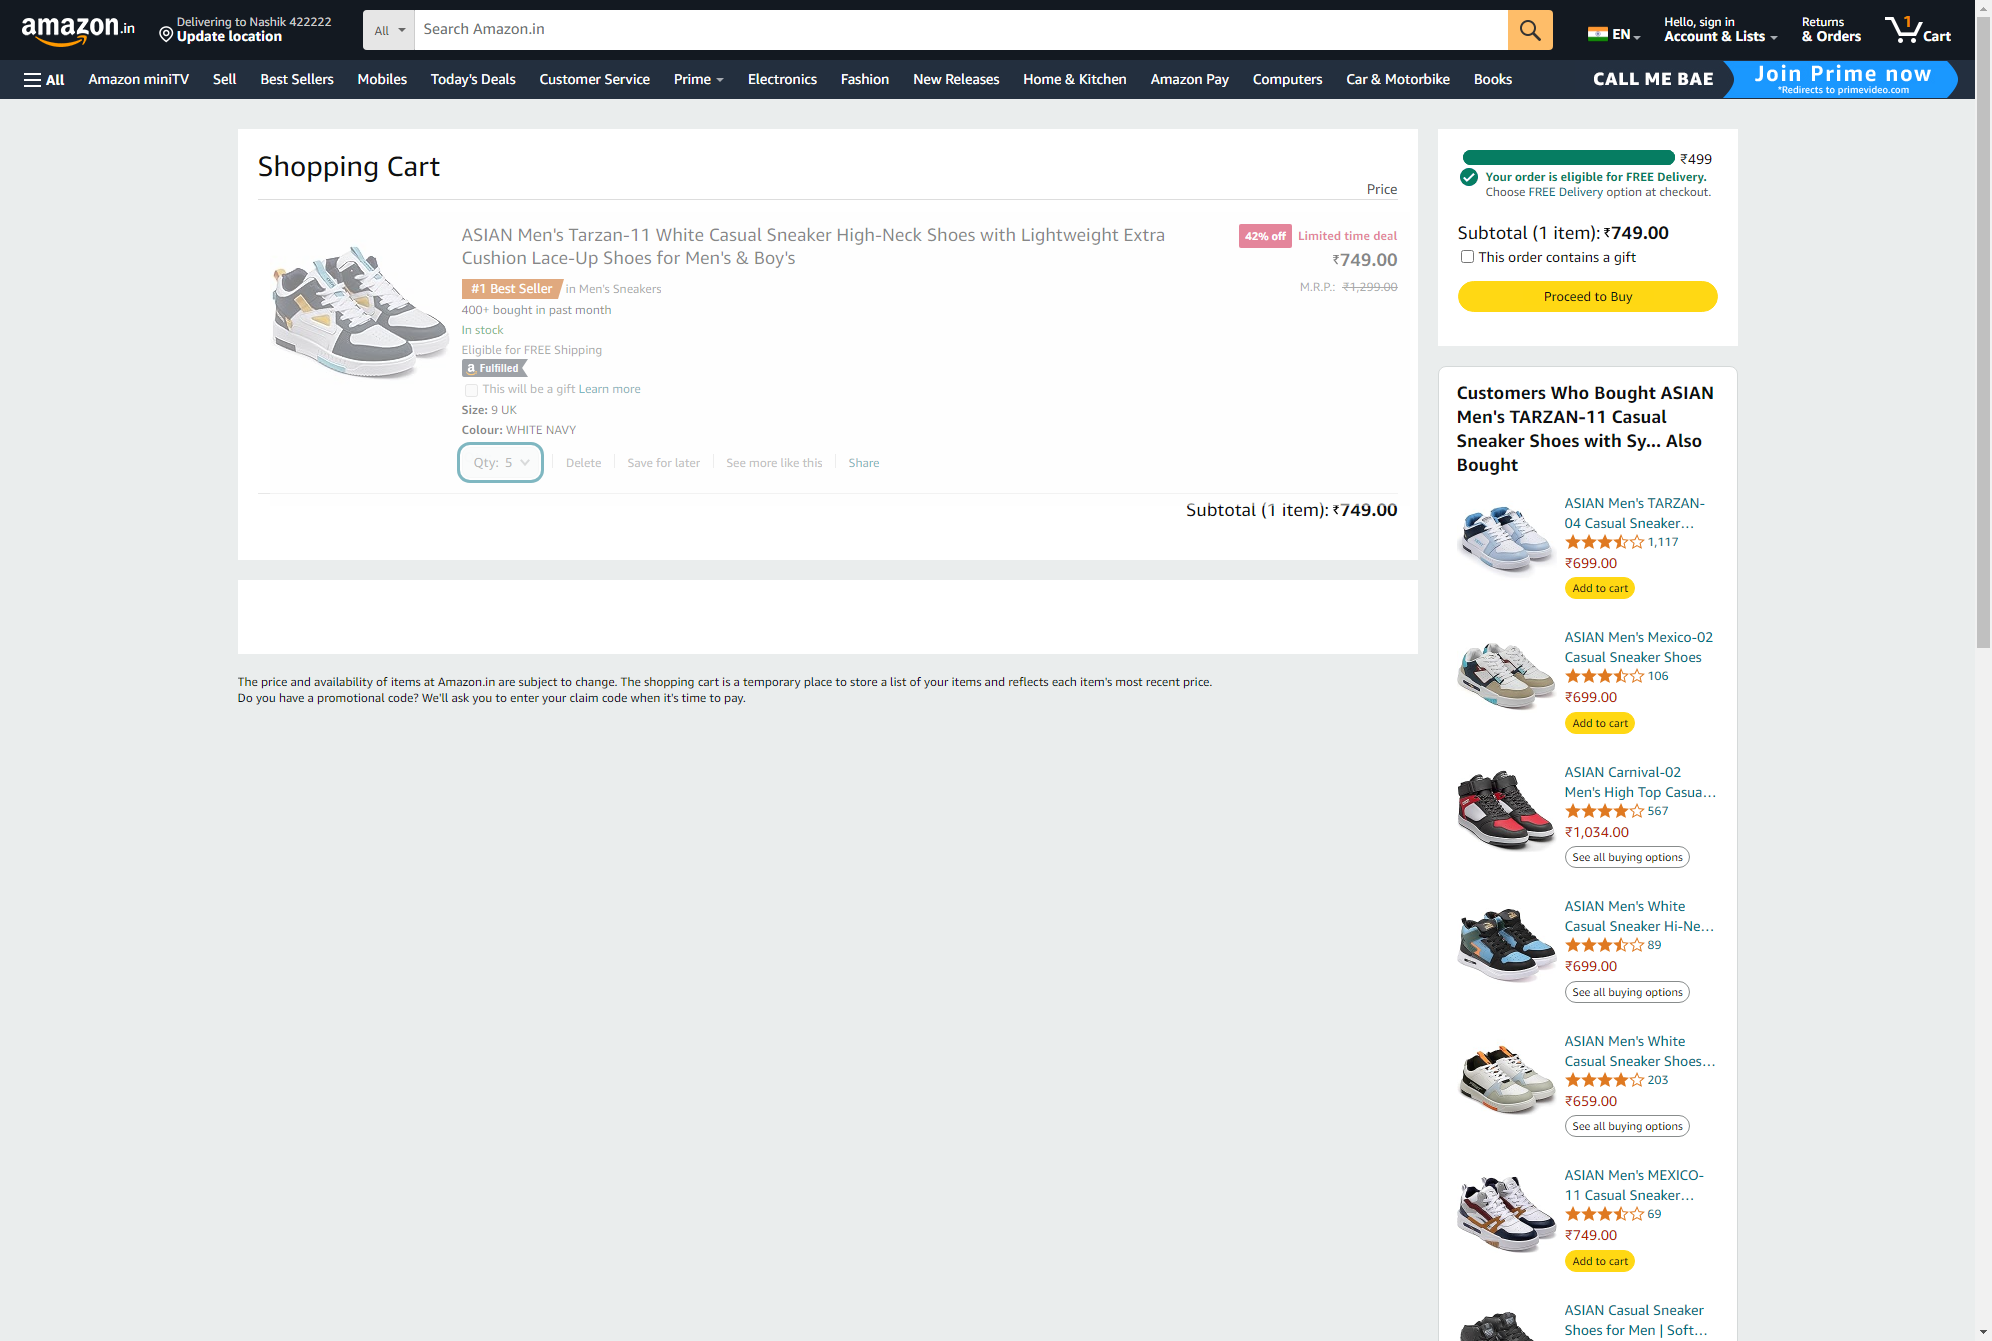 amazon.in
Delivering to Nashik 422222
Update location
All
Search Amazon.in
EN
Hello, sign in
Account & Lists
Returns
& Orders
1
Cart
All
Amazon miniTV
Sell
Best Sellers
Mobiles
Today's Deals
Customer Service
Prime
Electronics
Fashion
New Releases
Home & Kitchen
Amazon Pay
Computers
Car & Motorbike
Books
CALL ME BAE
Join Prime now
*Redirects to primevideo.com
Shopping Cart
Price
ASIAN Men's Tarzan-11 White Casual Sneaker High-Neck Shoes with Lightweight Extra
Cushion Lace-Up Shoes for Men's & Boy's
42% off Limited time deal
₹749.00
M.R.P.: ₹1,299.00
#1 Best Seller in Men's Sneakers
400+ bought in past month
In stock
Eligible for FREE Shipping
a Fulfilled
This will be a gift Learn more
Size: 9 UK
Colour: WHITE NAVY
Qty: 5
Delete
Save for later
See more like this
Share
Subtotal (1 item): ₹749.00
The price and availability of items at Amazon.in are subject to change. The shopping cart is a temporary place to store a list of your items and reflects each item's most recent price.
Do you have a promotional code? We'll ask you to enter your claim code when it's time to pay.
₹499
Your order is eligible for FREE Delivery.
Choose FREE Delivery option at checkout.
Subtotal (1 item): ₹749.00
This order contains a gift
Proceed to Buy
Customers Who Bought ASIAN
Men's TARZAN-11 Casual
Sneaker Shoes with Sy... Also
Bought
ASIAN Men's TARZAN-
04 Casual Sneaker...
1,117
₹699.00
Add to cart
ASIAN Men's Mexico-02
Casual Sneaker Shoes
106
₹699.00
Add to cart
ASIAN Carnival-02
Men's High Top Casua...
567
₹1,034.00
See all buying options
ASIAN Men's White
Casual Sneaker Hi-Ne...
89
₹699.00
See all buying options
ASIAN Men's White
Casual Sneaker Shoes...
203
₹659.00
See all buying options
ASIAN Men's MEXICO-
11 Casual Sneaker...
69
₹749.00
Add to cart
ASIAN Casual Sneaker
Shoes for Men | Soft...